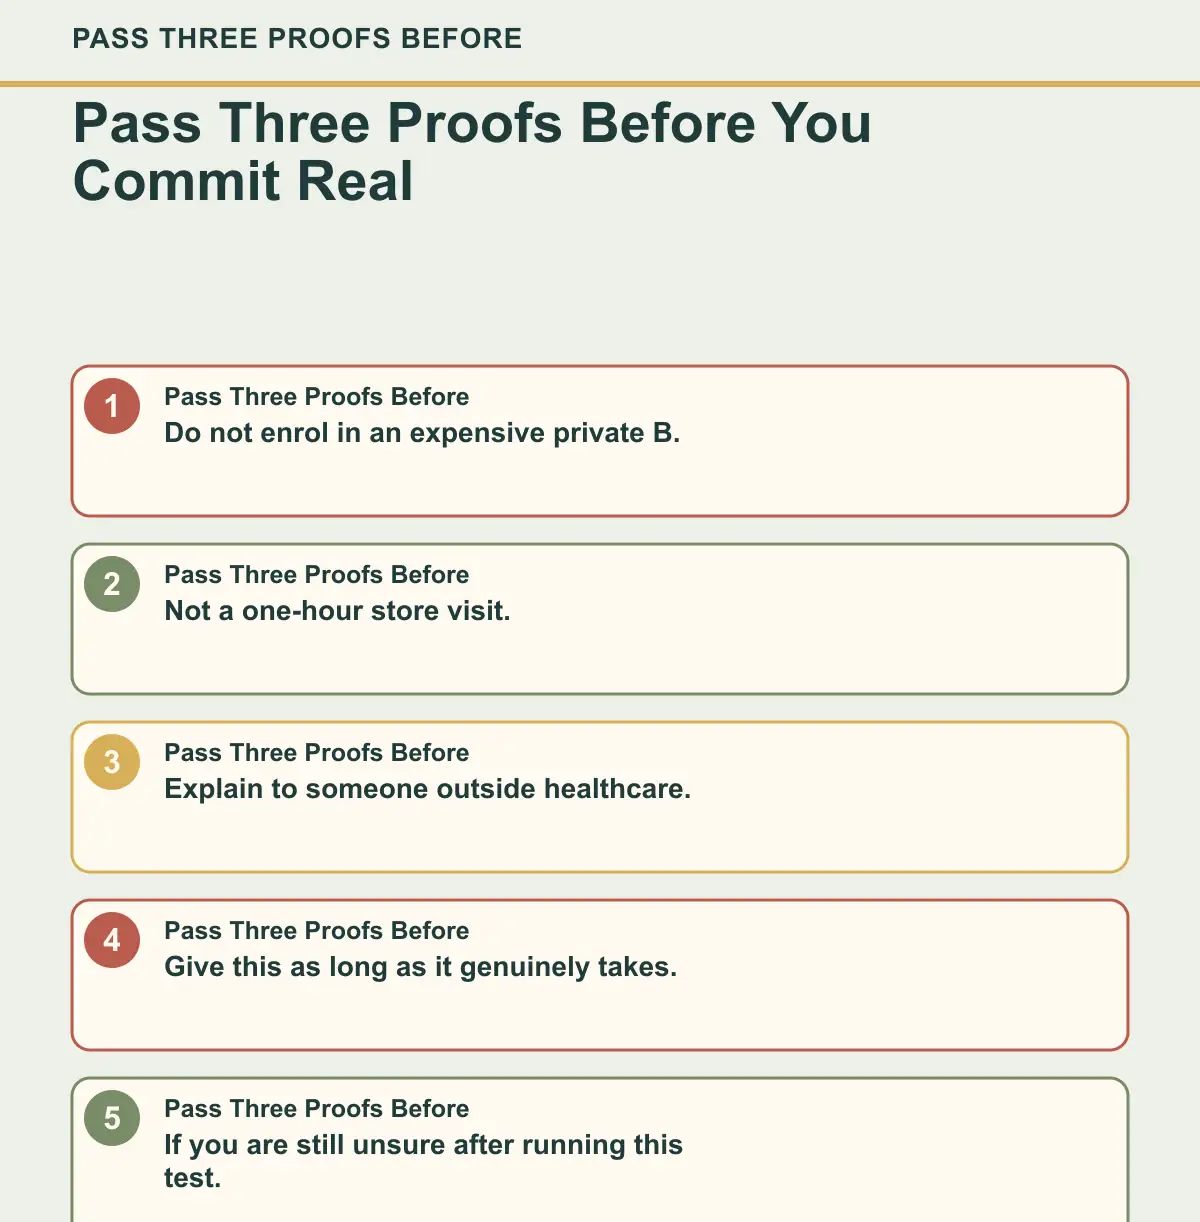 PASS THREE PROOFS BEFORE
Pass Three Proofs Before You
Commit Real
1
Pass Three Proofs Before
Do not enrol in an expensive private B.
2
Pass Three Proofs Before
Not a one-hour store visit.
3
Pass Three Proofs Before
Explain to someone outside healthcare.
4
Pass Three Proofs Before
Give this as long as it genuinely takes.
5
Pass Three Proofs Before
If you are still unsure after running this
test.